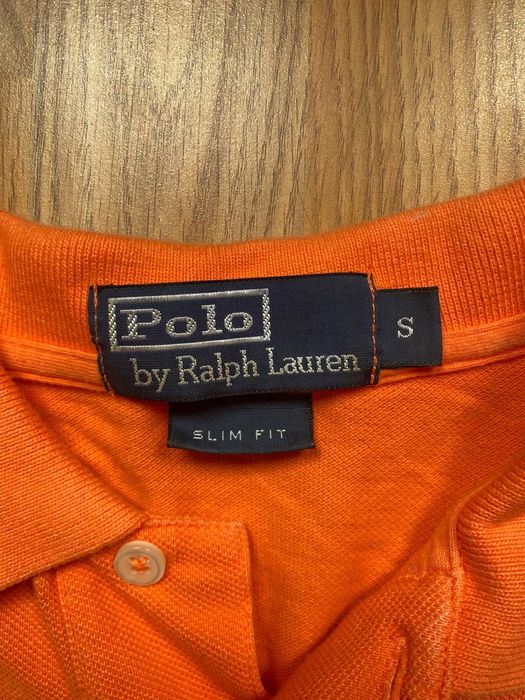 Polo
by Ralph Lauren
S
SLIM FIT